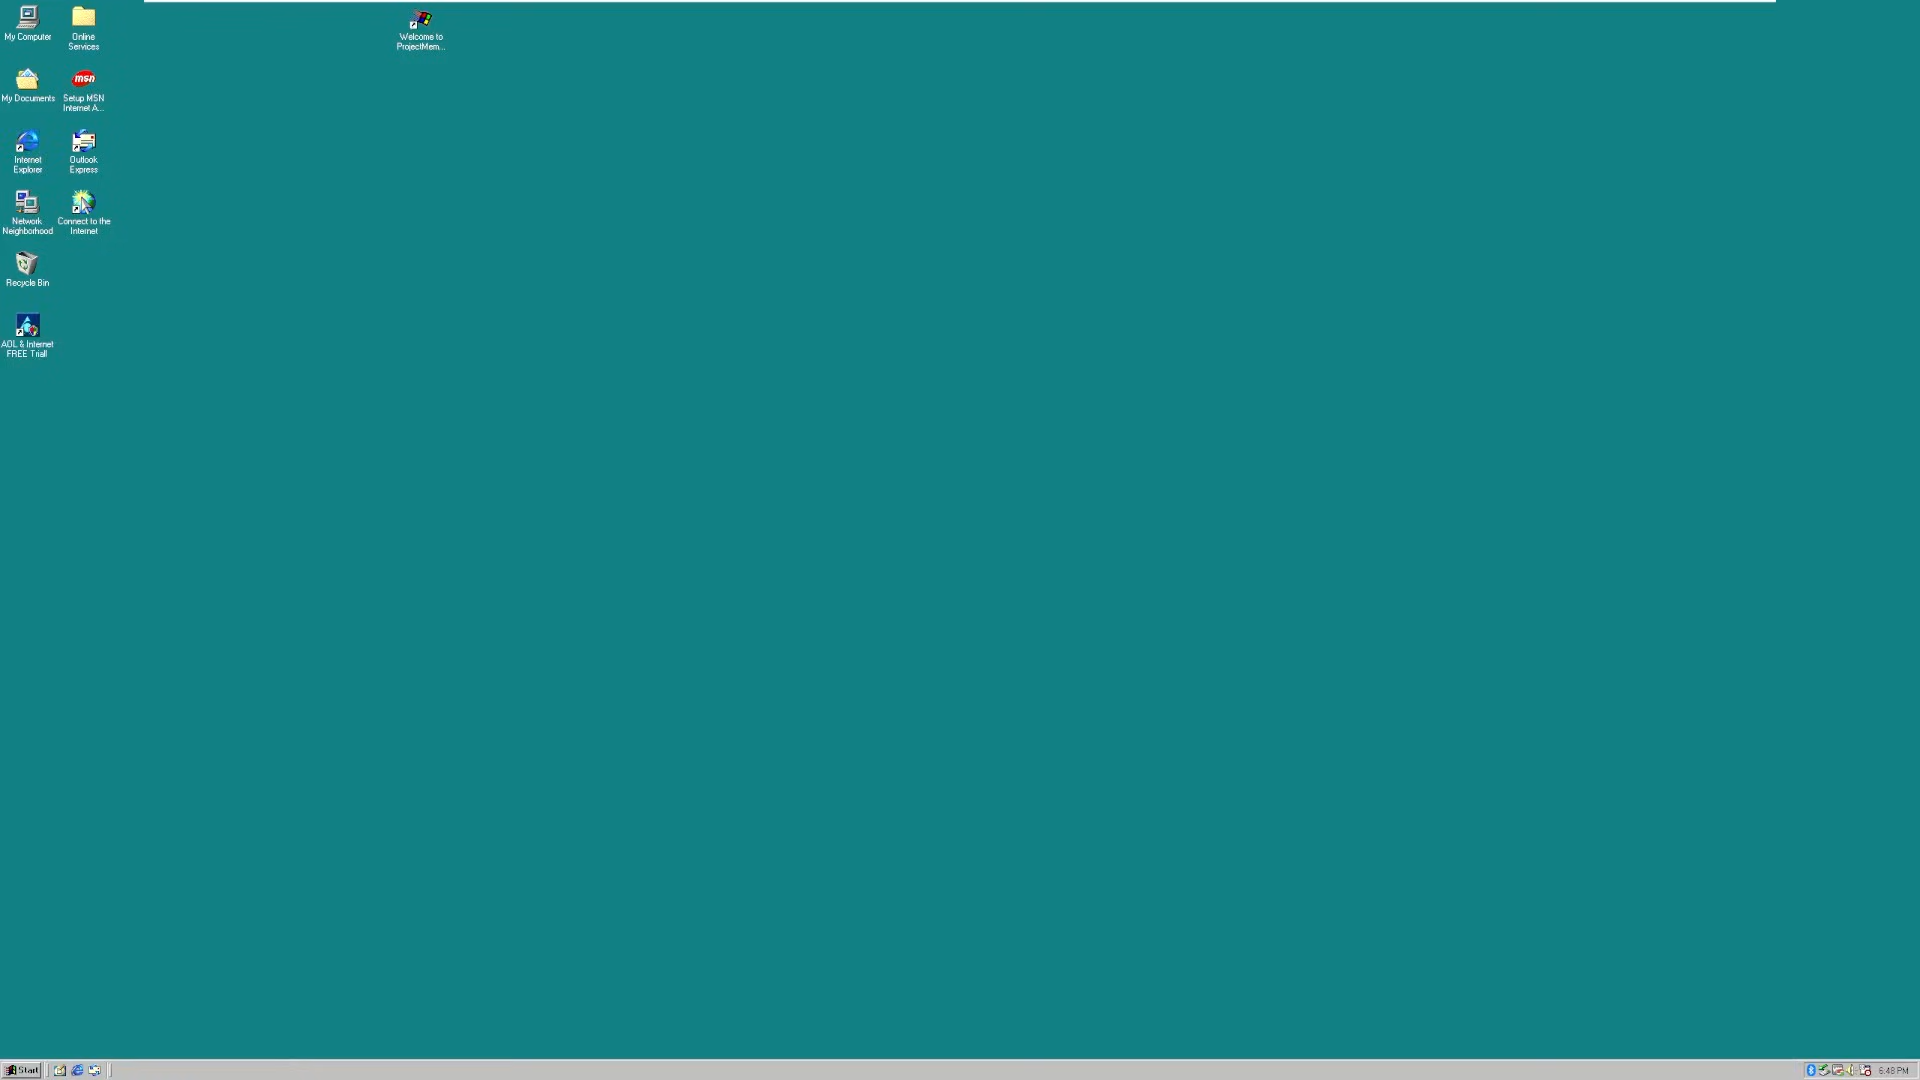 My Computer
Online
Services
Welcome to
ProjectMem...
My Documents
msn
Setup MSN
Internet A...
Internet
Explorer
Outlook
Express
Network
Neighborhood
Connect to the
Internet
Recycle Bin
AOL & Internet
FREE Trial!
Start
6:48 PM